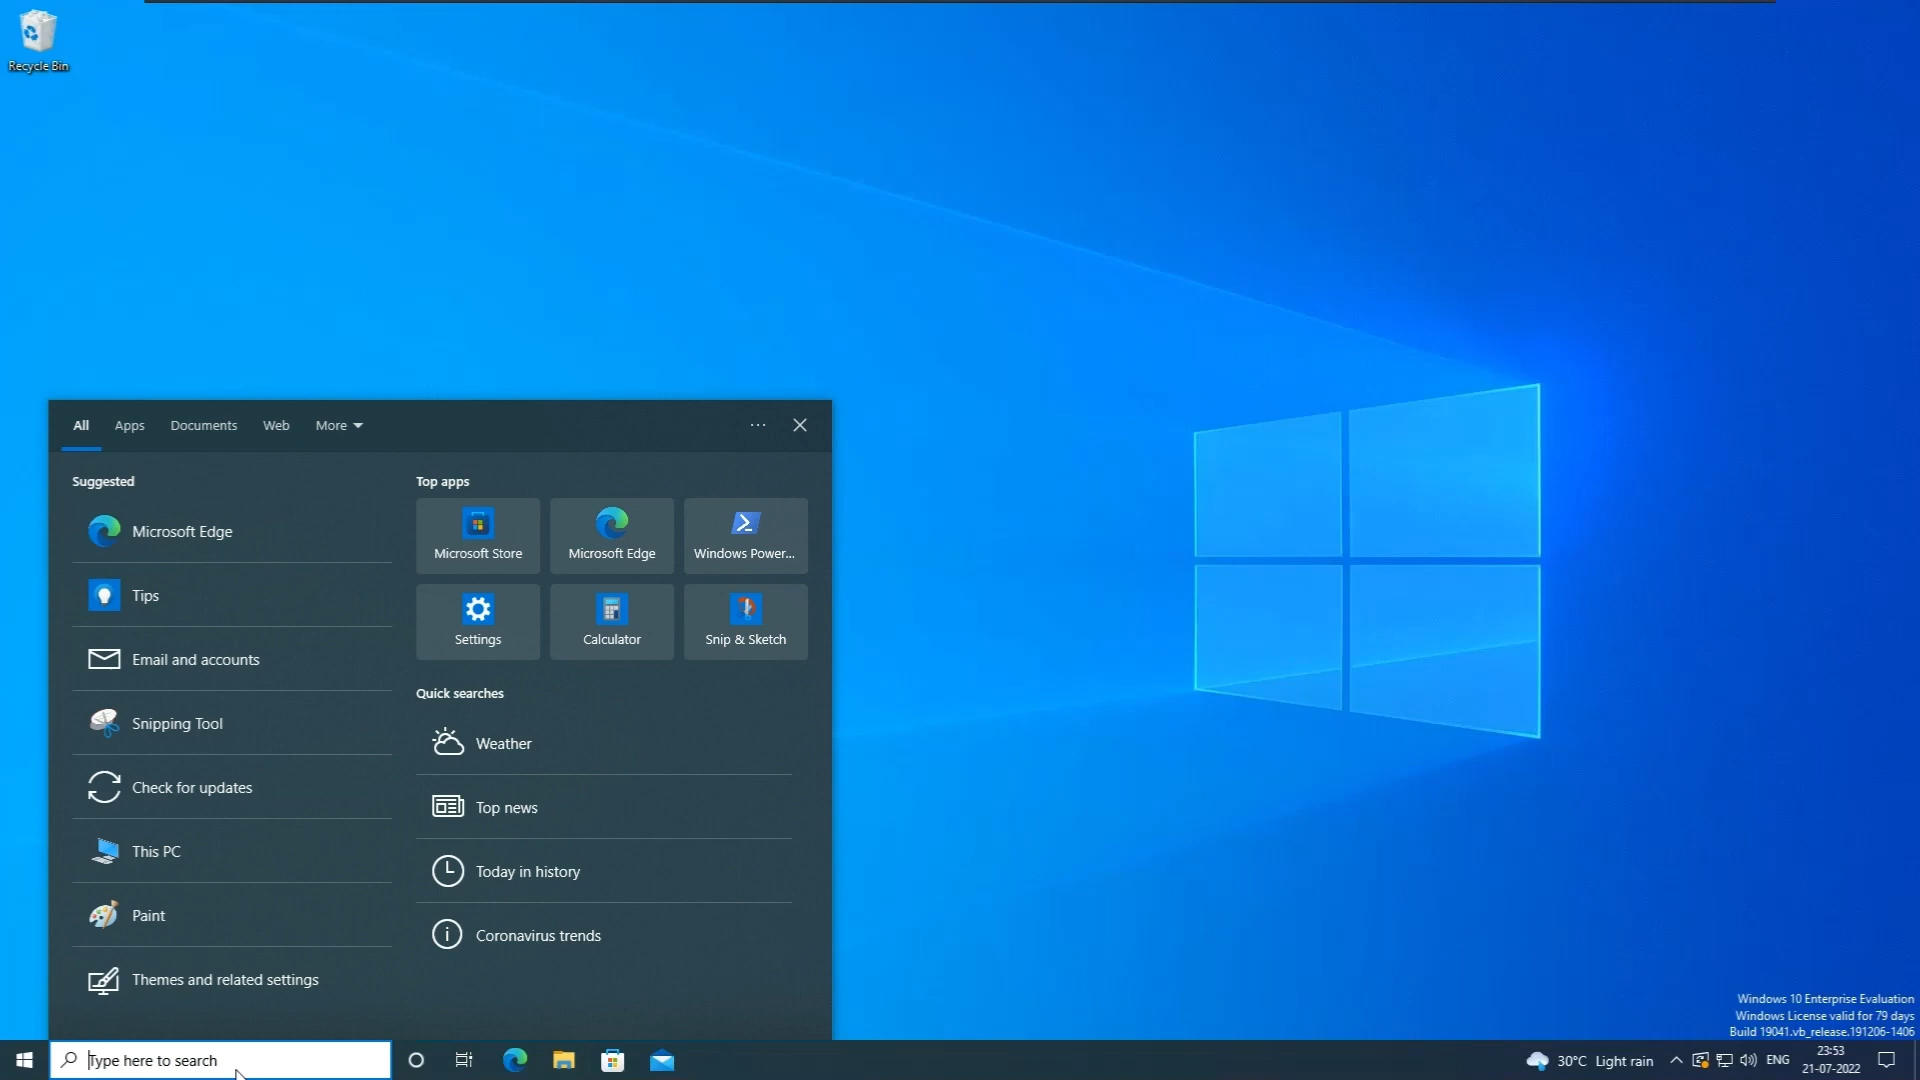 Recycle Bin
All Apps Documents Web More
Suggested
Microsoft Edge
Tips
Email and accounts
Snipping Tool
Check for updates
This PC
Paint
Themes and related settings
Top apps
Microsoft Store Microsoft Edge Windows Power...
Settings Calculator Snip & Sketch
Quick searches
Weather
Top news
Today in history
Coronavirus trends
Windows 10 Enterprise Evaluation
Windows License valid for 79 days
Build 19041.vb_release.191206-1406
Type here to search
30°C Light rain
ENG
23:53
21-07-2022